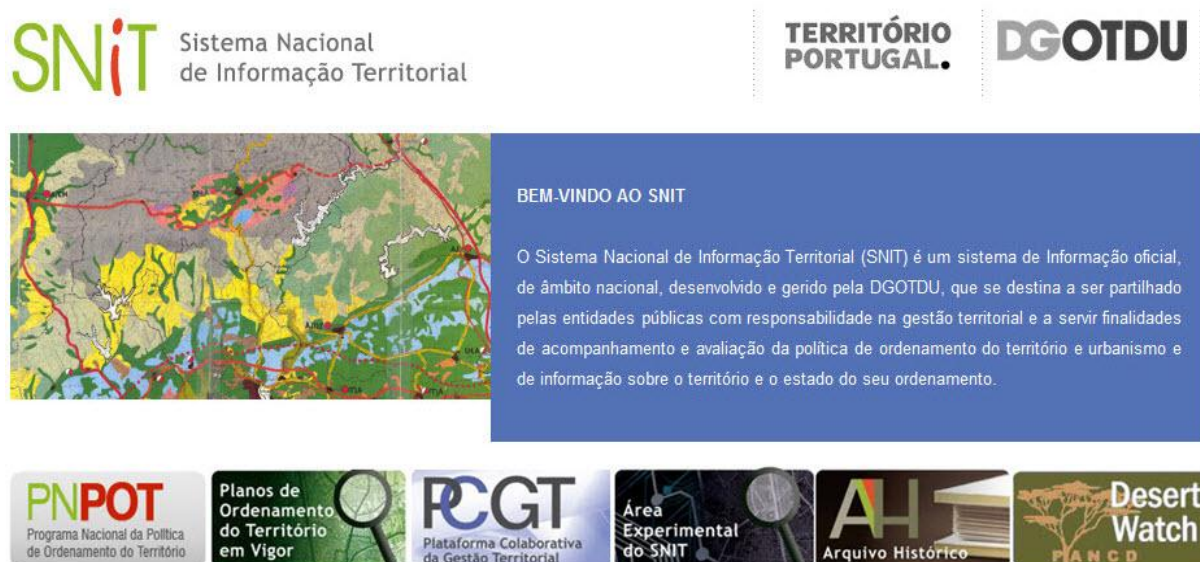 SNiT
Sistema Nacional
de Informação Territorial
TERRITÓRIO
PORTUGAL.
DGOTDU
BEM-VINDO AO SNIT
O Sistema Nacional de Informação Territorial (SNIT) é um sistema de Informação oficial,
de âmbito nacional, desenvolvido e gerido pela DGOTDU, que se destina a ser partilhado
pelas entidades públicas com responsabilidade na gestão territorial e a servir finalidades
de acompanhamento e avaliação da política de ordenamento do território e urbanismo e
de informação sobre o território e o estado do seu ordenamento.
PNPOT
Programa Nacional da Política
de Ordenamento do Território
Planos de
Ordenamento
do Território
em Vigor
PCGT
Plataforma Colaborativa
da Gestão Territorial
Área
Experimental
do SNIT
AH
Arquivo Histórico
Desert
Watch
PANCD